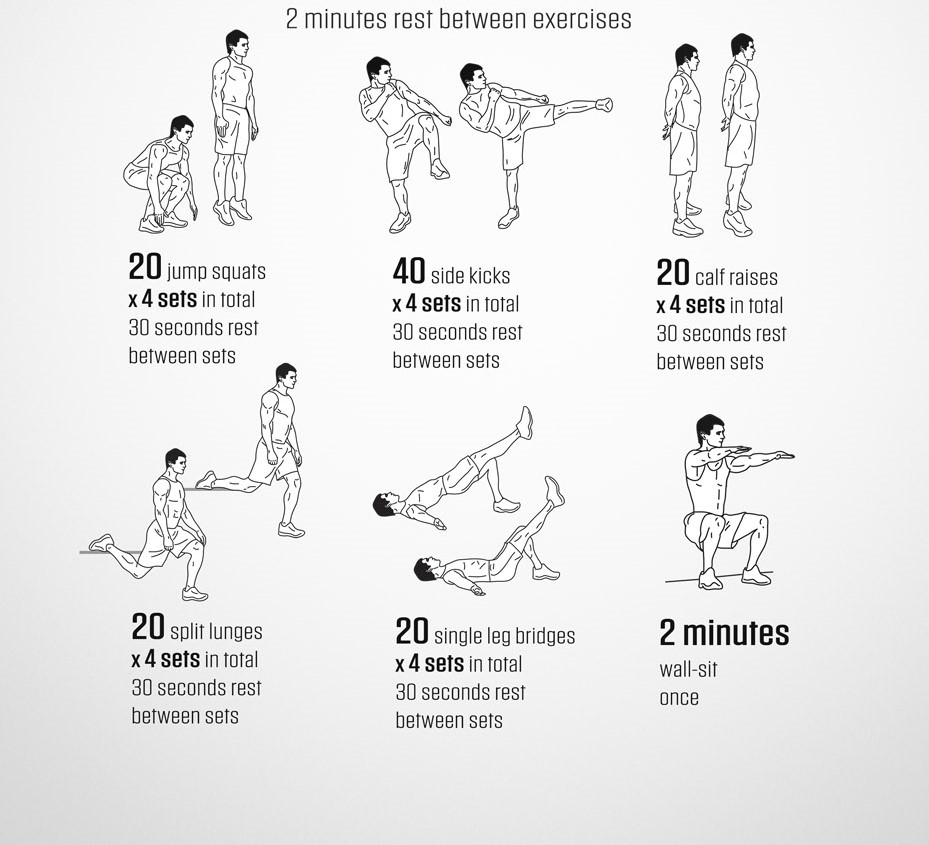 2 minutes rest between exercises
20 jump squats
x 4 sets in total
30 seconds rest
between sets
40 side kicks
x 4 sets in total
30 seconds rest
between sets
20 calf raises
x 4 sets in total
30 seconds rest
between sets
20 split lunges
x 4 sets in total
30 seconds rest
between sets
20 single leg bridges
x 4 sets in total
30 seconds rest
between sets
2 minutes
wall-sit
once